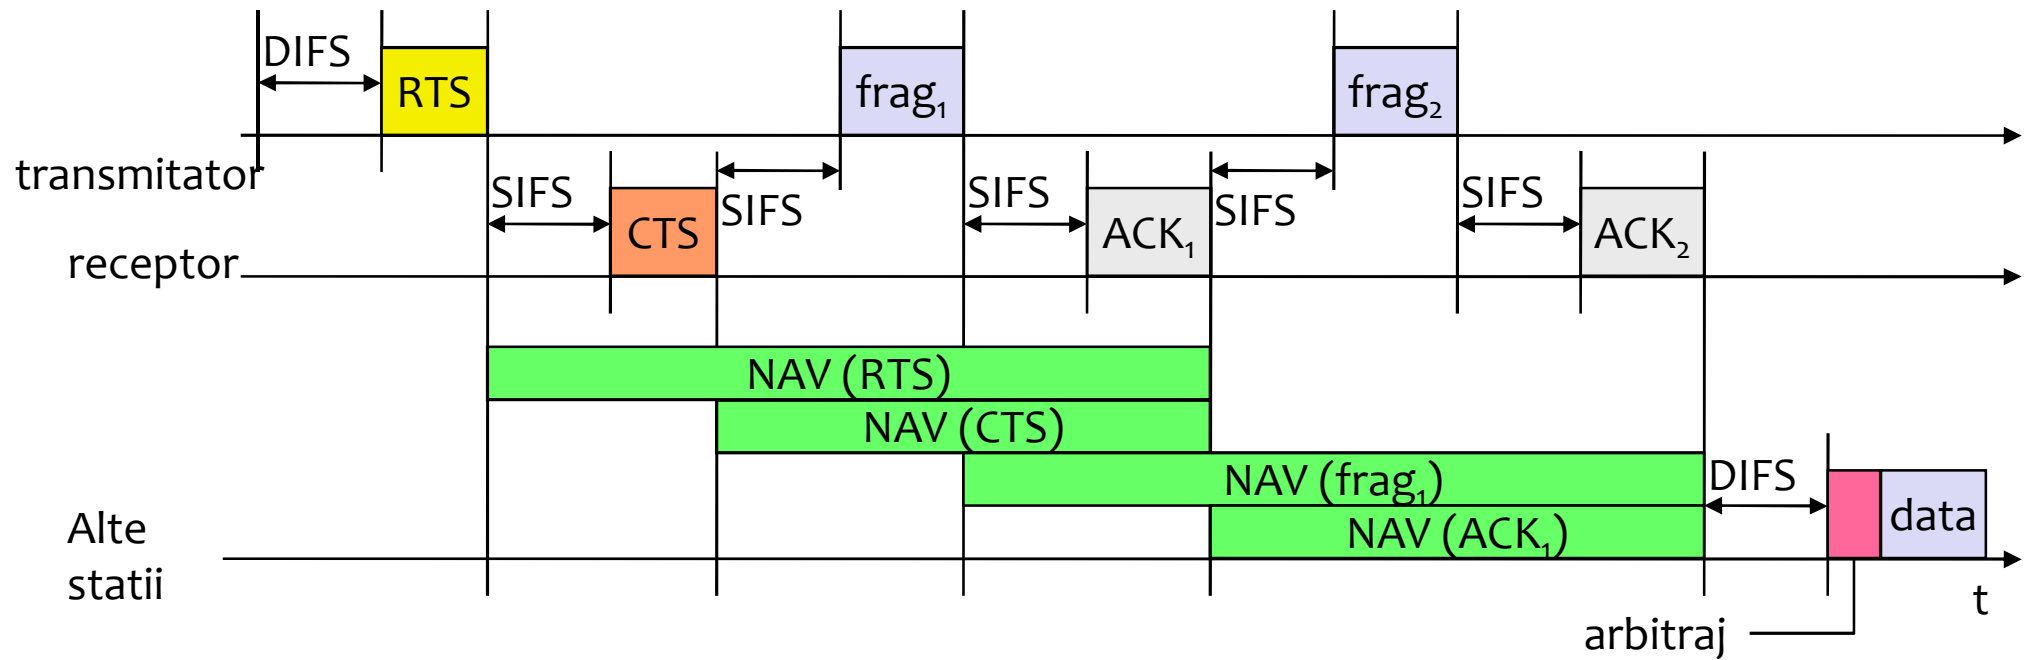 DIFS
RTS
frag₁
frag₂
transmitator
SIFS
CTS
SIFS
SIFS
ACK₁
SIFS
SIFS
ACK₂
receptor
NAV (RTS)
NAV (CTS)
NAV (frag₁)
DIFS
data
NAV (ACK₁)
Alte
statii
t
arbitraj